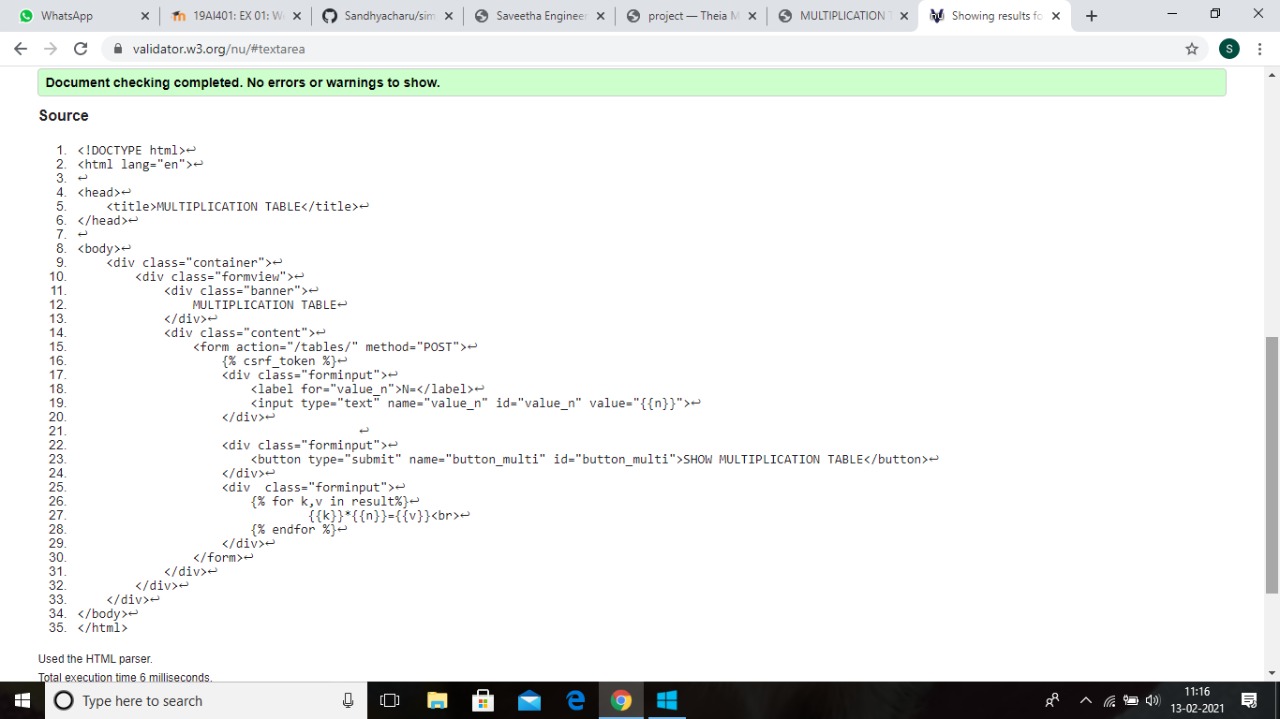 WhatsApp
19AI401: EX 01: W
Sandhyacharu/sim
Saveetha Engineer
project — Theia M
MULTIPLICATION T
Showing results fo
validator.w3.org/nu/#textarea
S
Document checking completed. No errors or warnings to show.
Source
1. <!DOCTYPE html>↩
2. <html lang="en">↩
3. ↩
4. <head>↩
5. <title>MULTIPLICATION TABLE</title>↩
6. </head>↩
7. ↩
8. <body>↩
9. <div class="container">↩
10. <div class="formview">↩
11. <div class="banner">↩
12. MULTIPLICATION TABLE↩
13. </div>↩
14. <div class="content">↩
15. <form action="/tables/" method="POST">↩
16. {% csrf_token %}↩
17. <div class="forminput">↩
18. <label for="value_n">N=</label>↩
19. <input type="text" name="value_n" id="value_n" value="{{n}}">↩
20. </div>↩
21. ↩
22. <div class="forminput">↩
23. <button type="submit" name="button_multi" id="button_multi">SHOW MULTIPLICATION TABLE</button>↩
24. </div>↩
25. <div  class="forminput">↩
26. {% for k,v in result%}↩
27. {{k}}*{{n}}={{v}}<br>↩
28. {% endfor %}↩
29. </div>↩
30. </form>↩
31. </div>↩
32. </div>↩
33. </div>↩
34. </body>↩
35. </html>
Used the HTML parser.
Total execution time 6 milliseconds.
Type here to search
11:16
13-02-2021